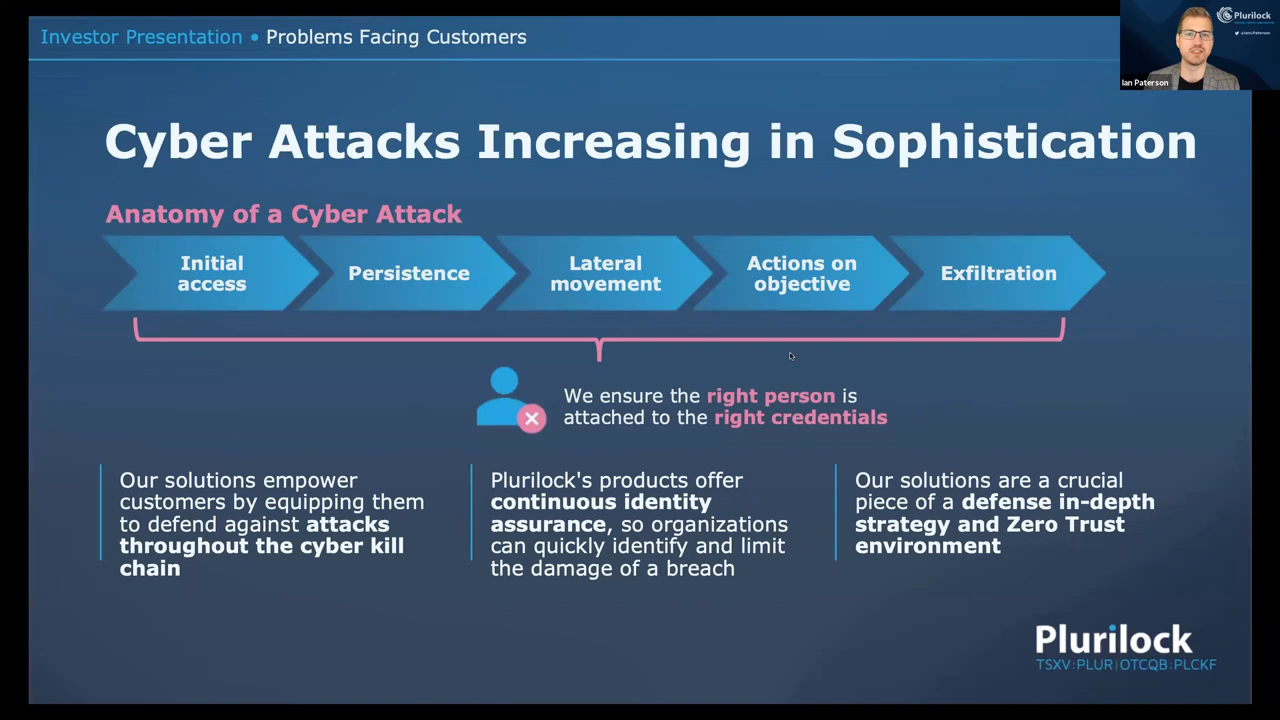 Investor Presentation • Problems Facing Customers
Plurilock
Ian Paterson
Cyber Attacks Increasing in Sophistication
Anatomy of a Cyber Attack
Initial
access
Persistence
Lateral
movement
Actions on
objective
Exfiltration
We ensure the right person is
attached to the right credentials
Our solutions empower
customers by equipping them
to defend against attacks
throughout the cyber kill
chain
Plurilock's products offer
continuous identity
assurance, so organizations
can quickly identify and limit
the damage of a breach
Our solutions are a crucial
piece of a defense in-depth
strategy and Zero Trust
environment
Plurilock
TSXV:PLUR|OTCQB:PLCKF